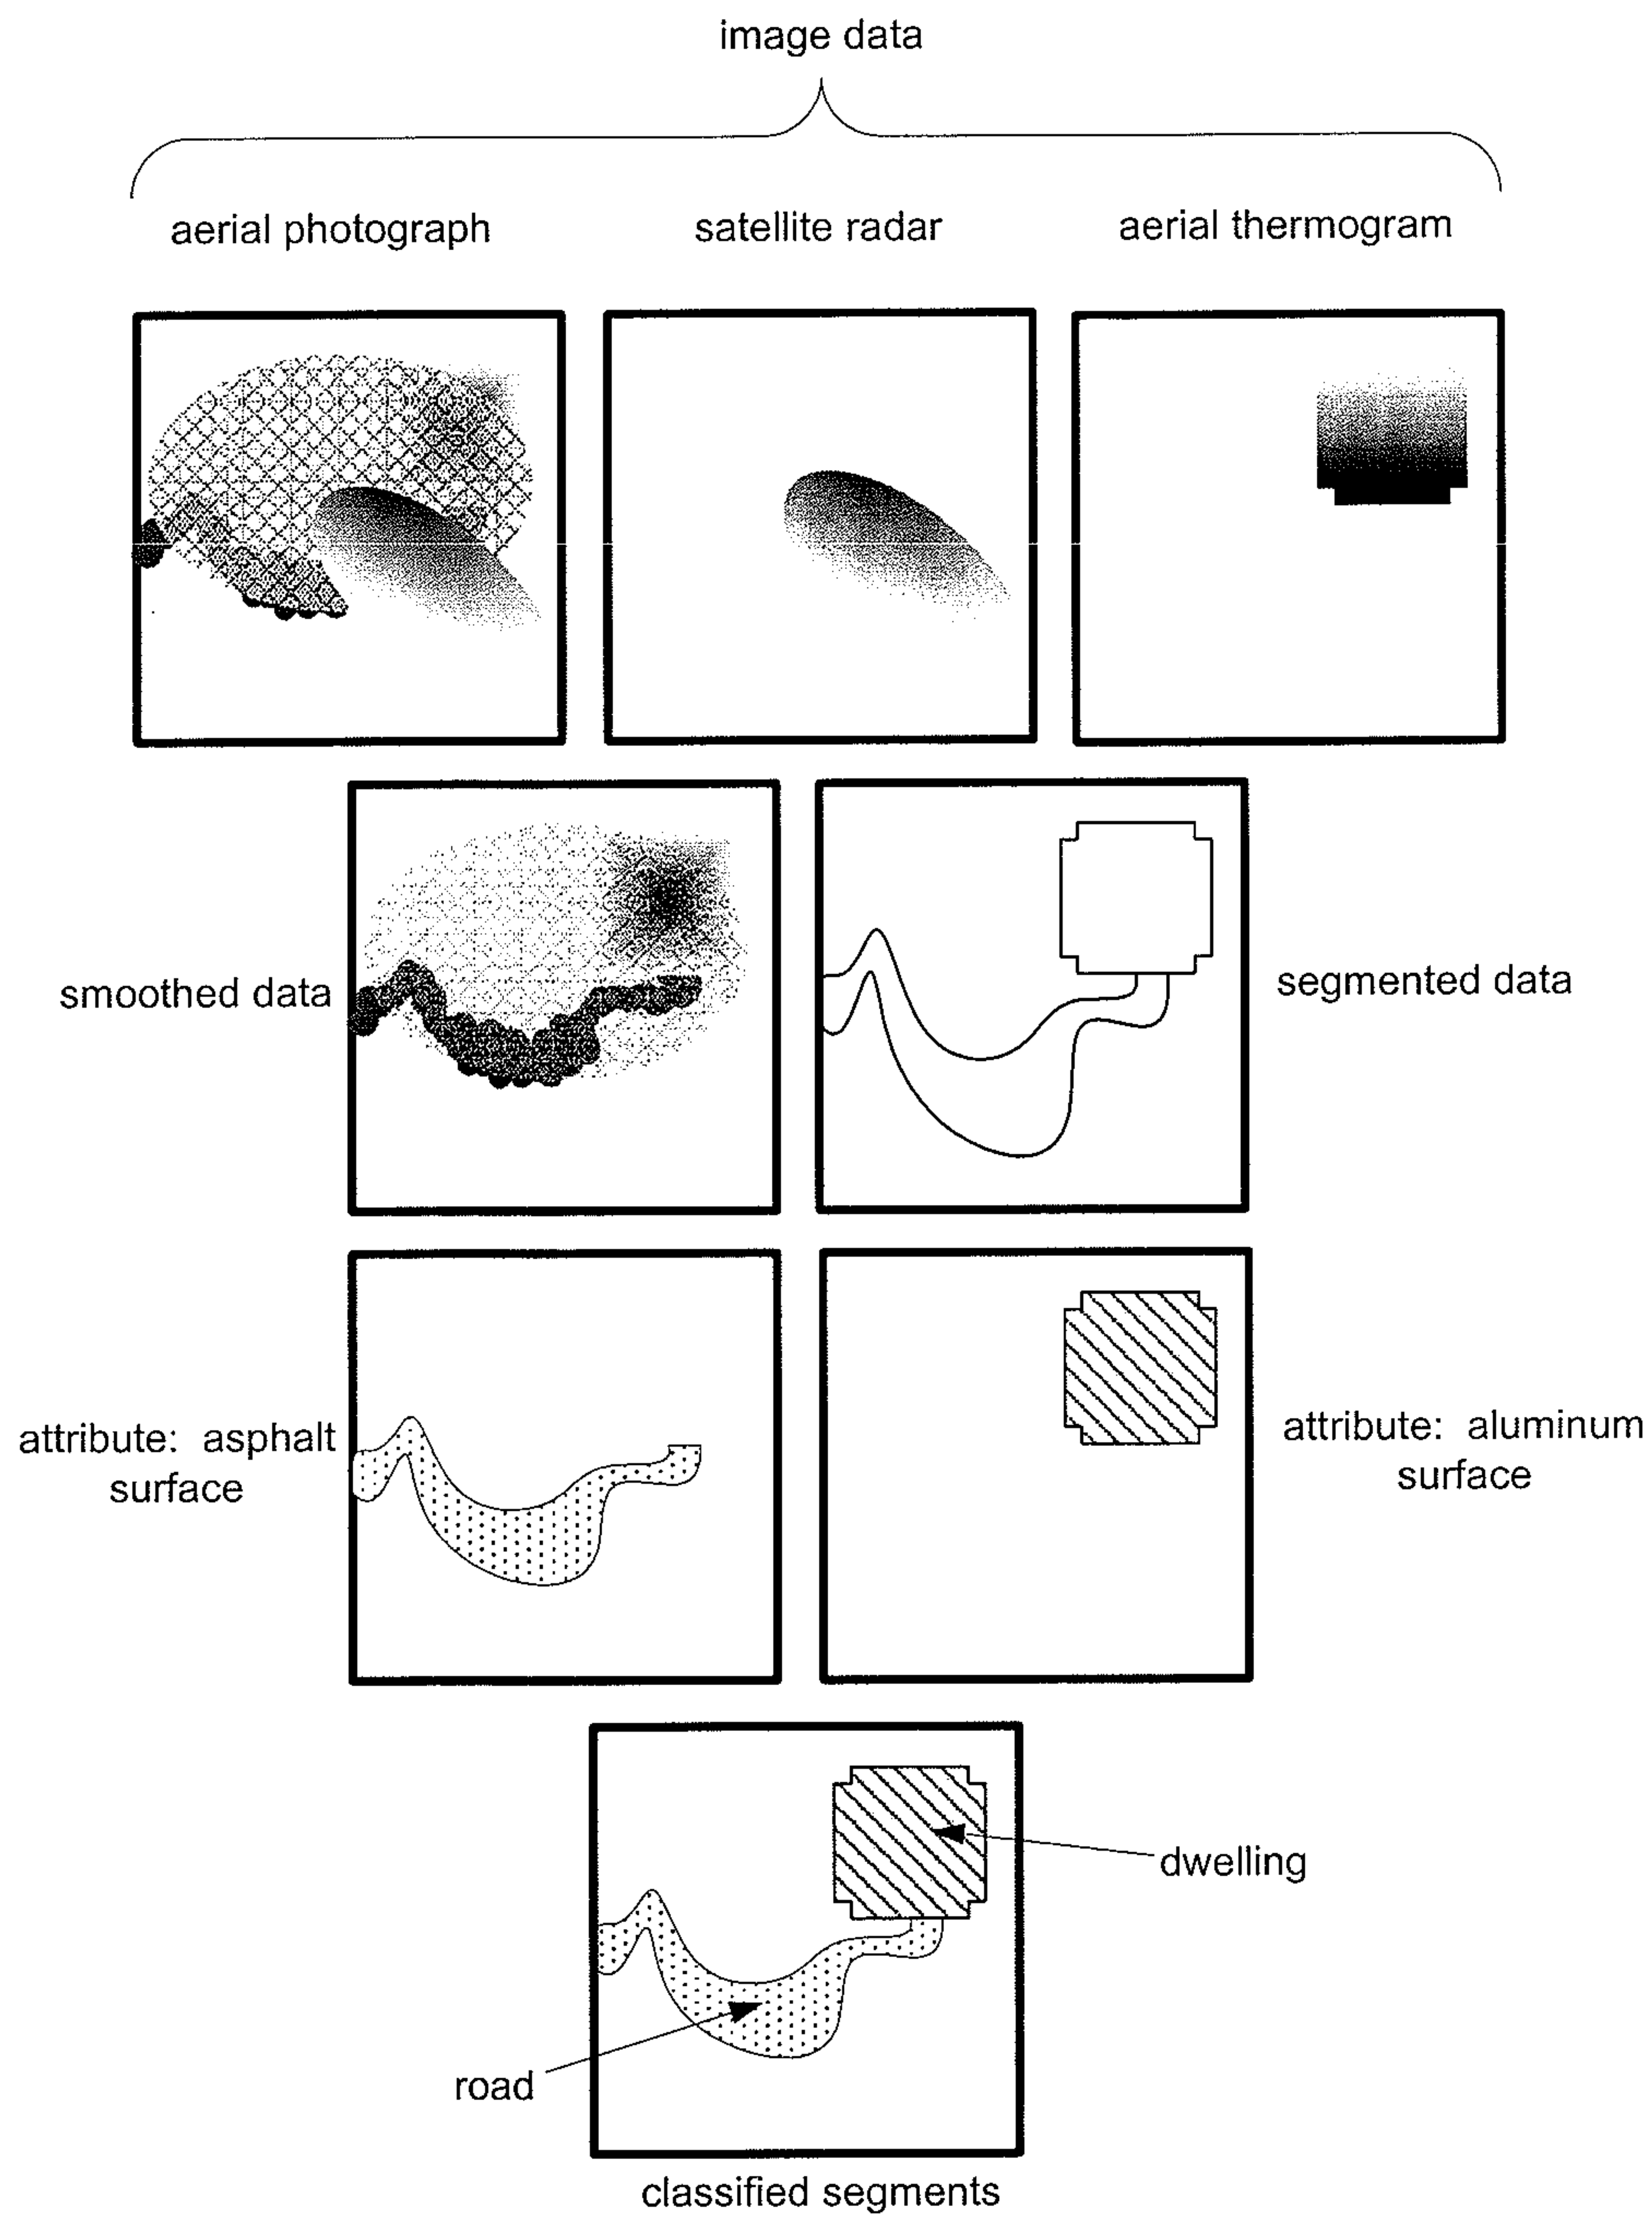 image data
aerial photograph
satellite radar
aerial thermogram
smoothed data
segmented data
attribute: asphalt
surface
attribute: aluminum
surface
dwelling
road
classified segments